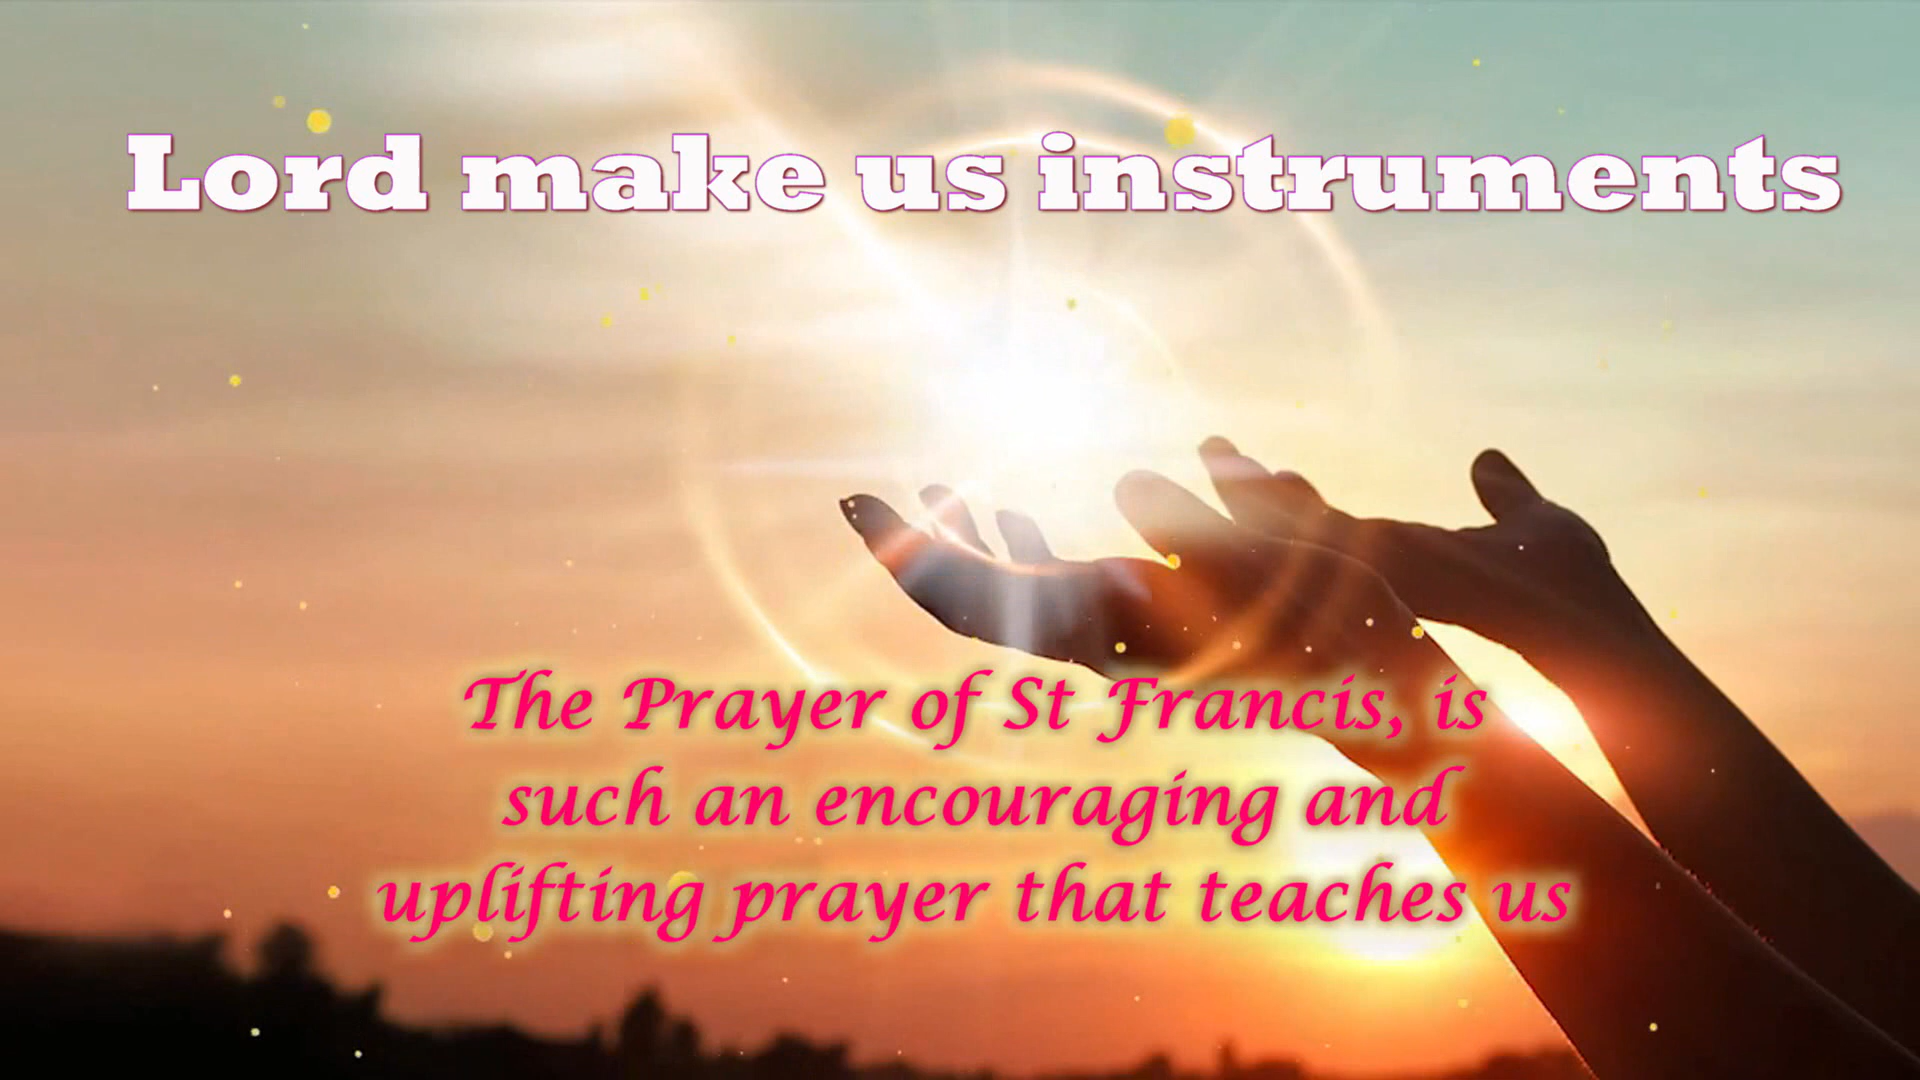 Lord make us instruments
The Prayer of St Francis, is
such an encouraging and
uplifting prayer that teaches us